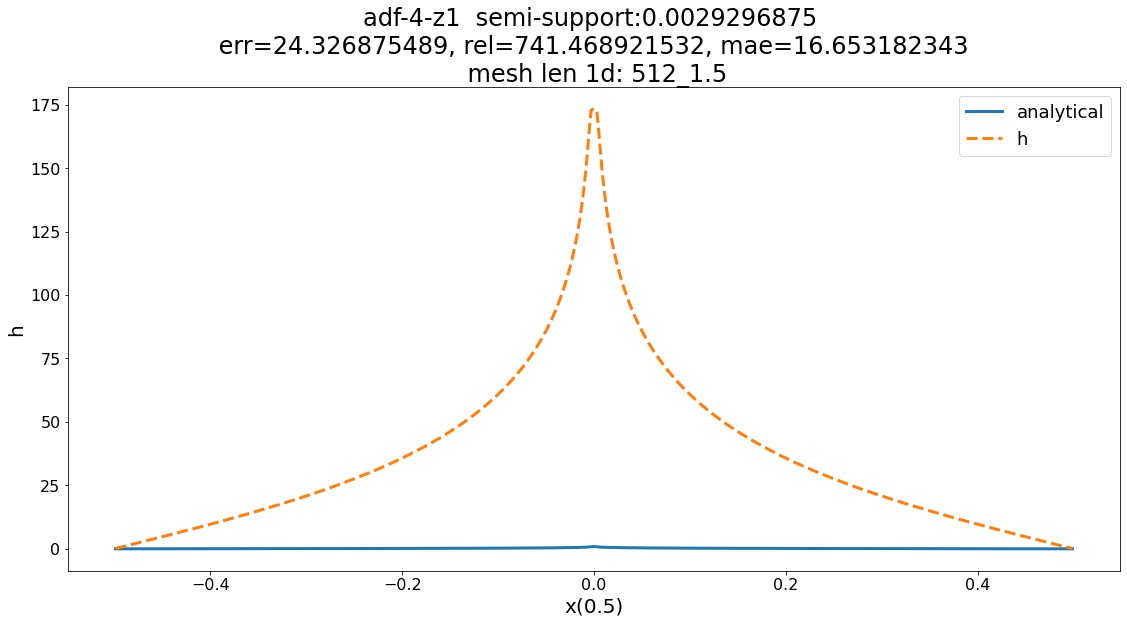 adf-4-z1  semi-support:0.0029296875
err=24.326875489, rel=741.468921532, mae=16.653182343
mesh len 1d: 512_1.5
175
150
125
100
75
50
25
0
h
analytical
h
−0.4
−0.2
0.0
0.2
0.4
x(0.5)